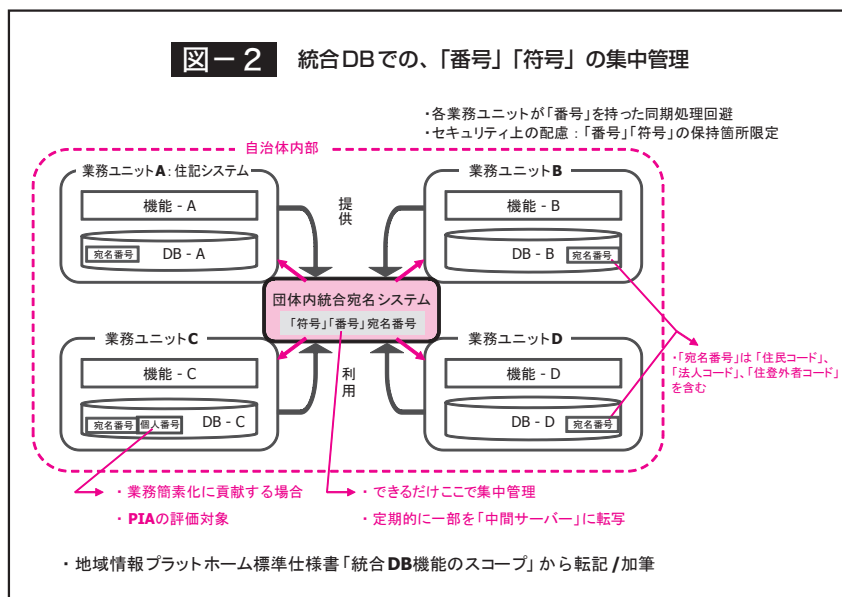 図－2 統合DBでの、「番号」「符号」の集中管理
・各業務ユニットが「番号」を持った同期処理回避
・セキュリティ上の配慮：「番号」「符号」の保持箇所限定
自治体内部
業務ユニットA：住記システム
機能 - A
宛名番号 DB - A
提供
業務ユニットB
機能 - B
DB - B 宛名番号
団体内統合宛名システム
「符号」「番号」宛名番号
業務ユニットC
機能 - C
宛名番号 個人番号 DB - C
利用
業務ユニットD
機能 - D
DB - D 宛名番号
・「宛名番号」は「住民コード」、
「法人コード」、「住登外者コード」
を含む
・業務簡素化に貢献する場合
・PIAの評価対象
・できるだけここで集中管理
・定期的に一部を「中間サーバー」に転写
・地域情報プラットホーム標準仕様書「統合DB機能のスコープ」から転記 /加筆